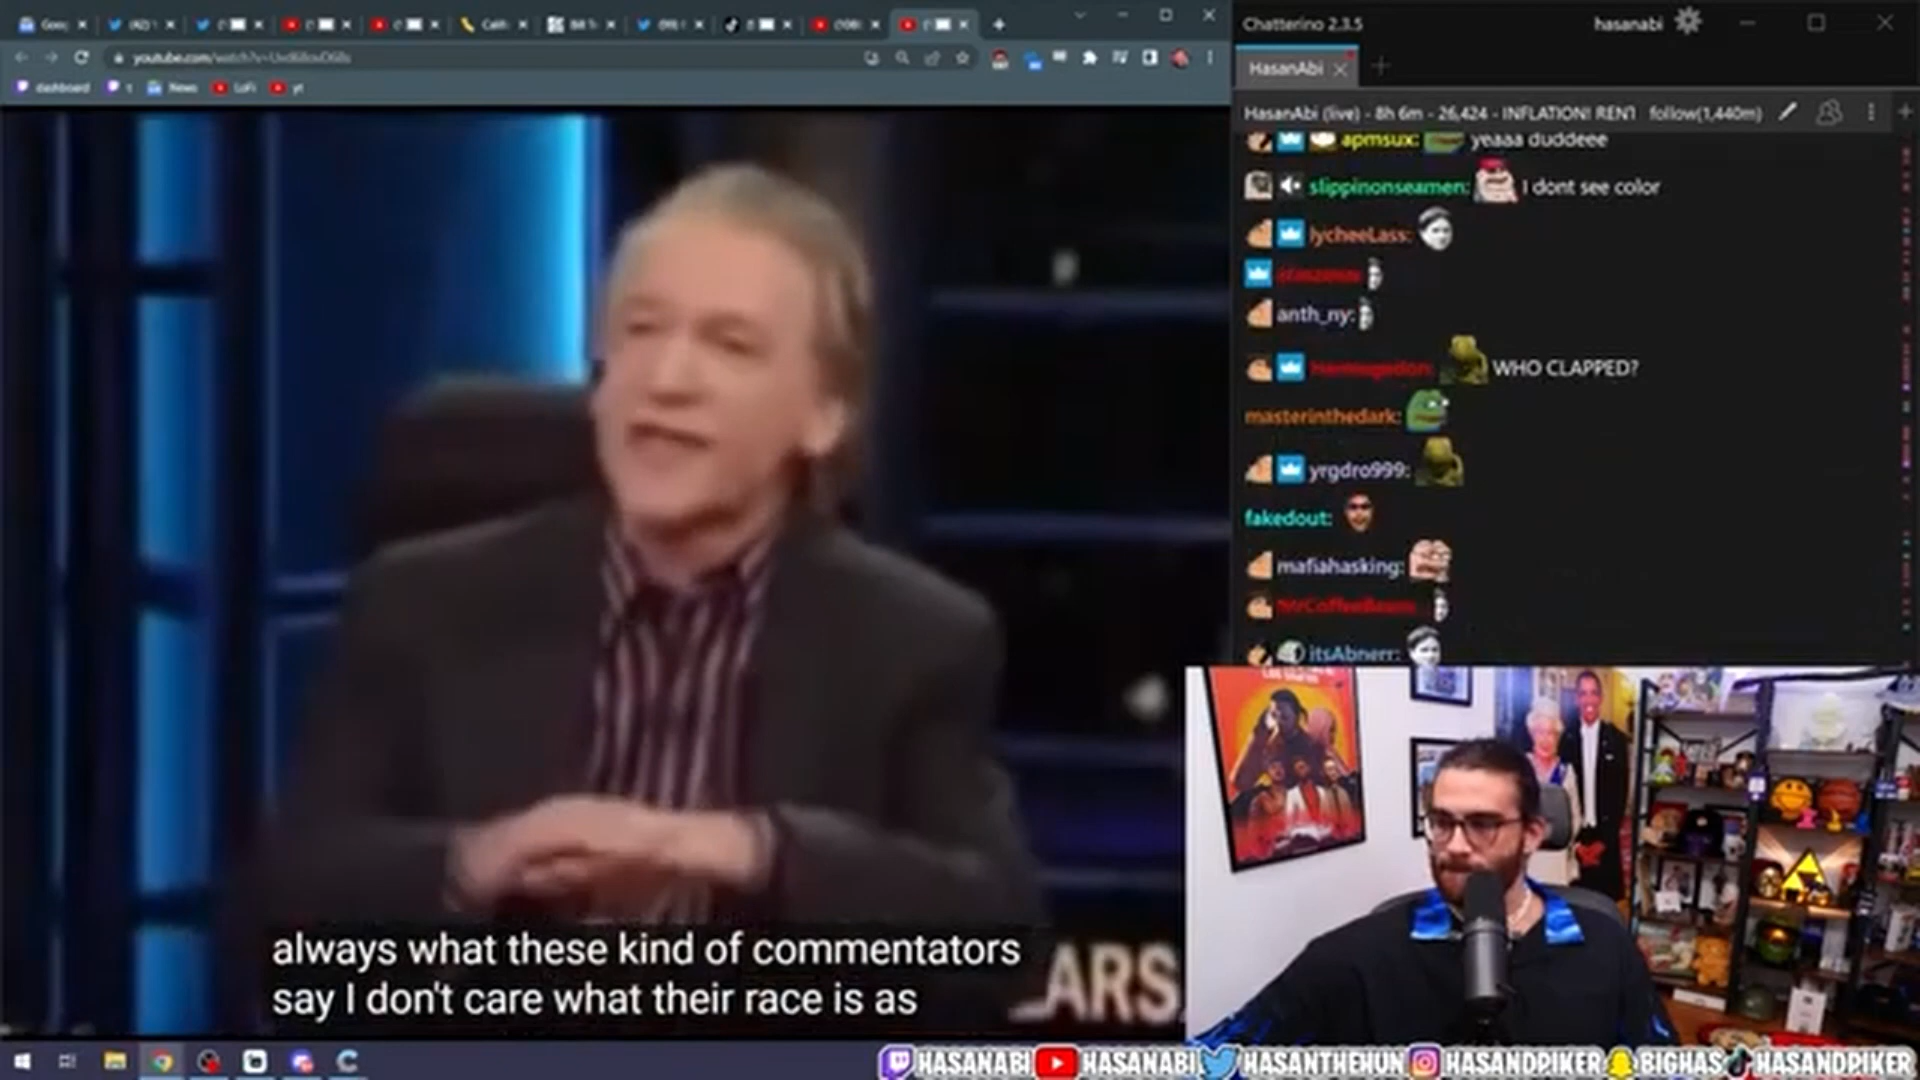 youtube.com/watch?v=
dashboard
News
LoFi
yt
Chatterino 2.3.5
hasanabi
HasanAbi
HasanAbi (live) - 8h 6m - 26,424 - INFLATION! RENT
follow(1,440m)
apmsux: yeaaa duddeee
slippinonseamen: I dont see color
lycheeLass:
anth_ny:
WHO CLAPPED?
masterinthedark:
yrgdro999:
fakedout:
mafiahasking:
MrCoffeeBeans
itsAbnerr:
always what these kind of commentators
say I don't care what their race is as
ARS
HASANABI HASANABI HASANTHEHUN HASANDPIKER BIGHAS HASANDPIKER